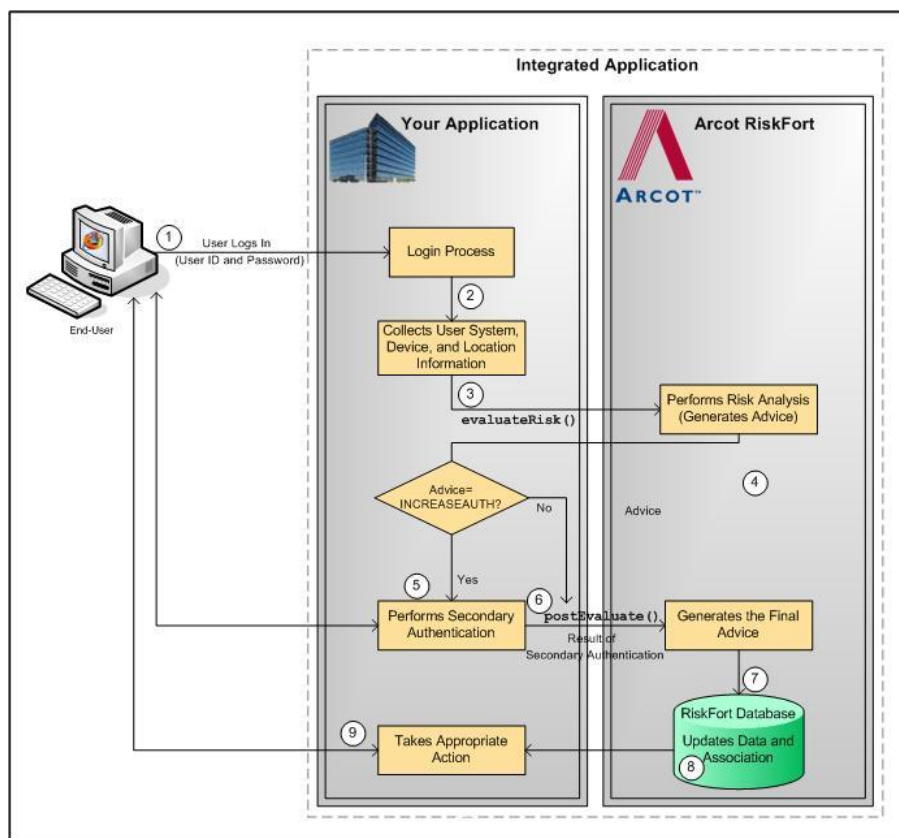 Integrated Application
Your Application
Arcot RiskFort
ARCOT™
1
User Logs In
(User ID and Password)
End-User
Login Process
2
Collects User System,
Device, and Location
Information
3
evaluateRisk()
Performs Risk Analysis
(Generates Advice)
4
Advice=
INCREASEAUTH?
No
Advice
Yes
5
Performs Secondary
Authentication
6
postEvaluate()
Result of
Secondary Authentication
Generates the Final
Advice
7
RiskFort Database
Updates Data and
Association
8
9
Takes Appropriate
Action